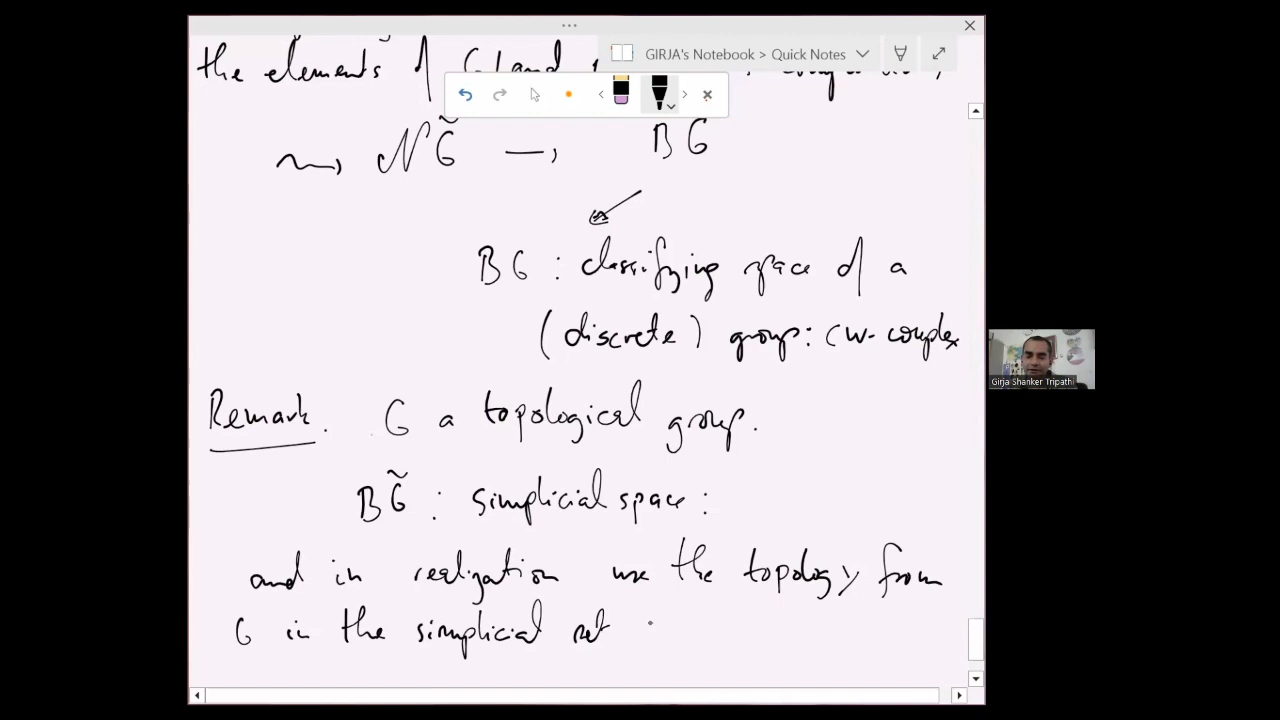 GIRJA's Notebook > Quick Notes
the elements of G and
⇝ 𝒩G̃ → BG
BG : classifying space of a
(discrete) group: CW-complex
Remark. G a topological group.
BG̃ : simplicial space :
and in realization use the topology from
G in the simplicial set
Girja Shanker Tripathi